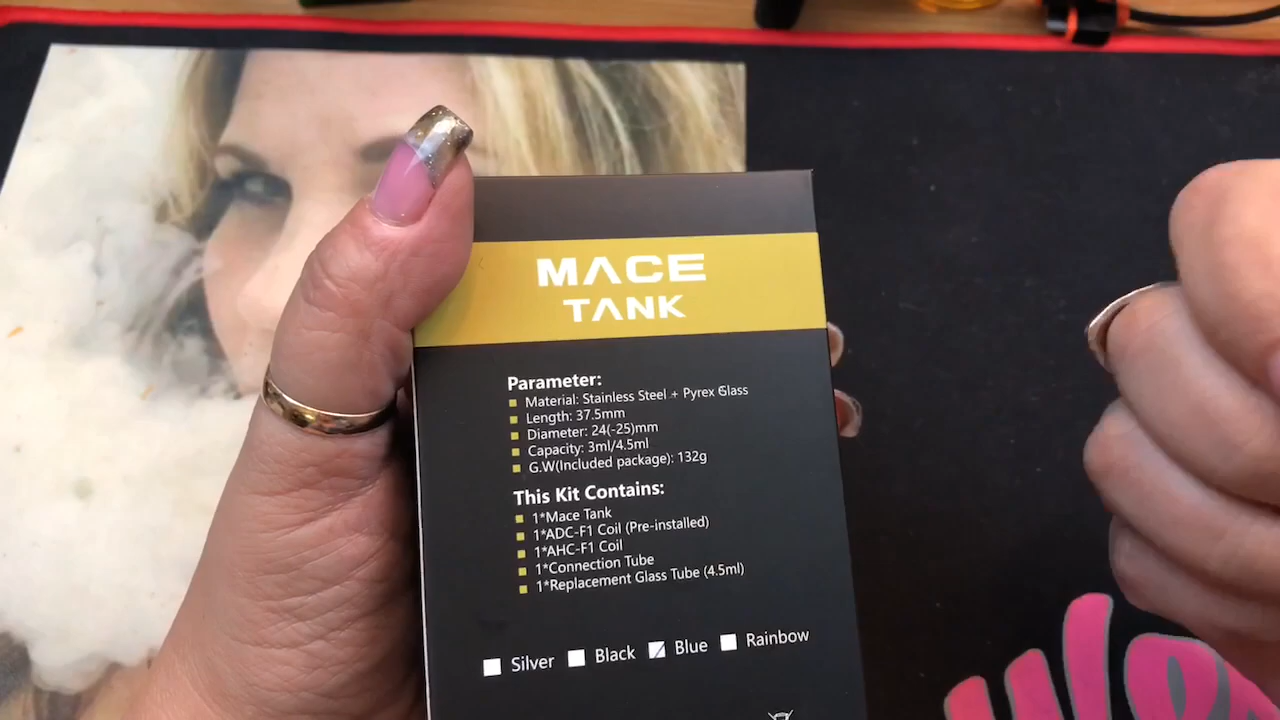 MACE
TANK
Parameter:
Material: Stainless Steel + Pyrex Glass
Length: 37.5mm
Diameter: 24(-25)mm
Capacity: 3ml/4.5ml
G.W(Included package): 132g
This Kit Contains:
1*Mace Tank
1*ADC-F1 Coil (Pre-installed)
1*AHC-F1 Coil
1*Connection Tube
1*Replacement Glass Tube (4.5ml)
Silver Black Blue Rainbow